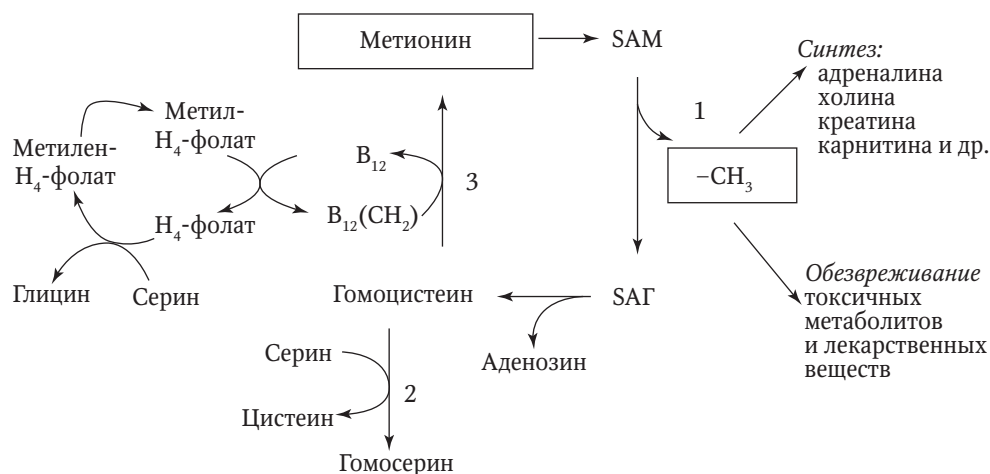 Метионин
SAM
1
Синтез:
адреналина
холина
креатина
карнитина и др.
Метил-
H₄-фолат
Метилен-
H₄-фолат
B₁₂
3
–CH₃
B₁₂(CH₂)
H₄-фолат
Глицин
Серин
Гомоцистеин
SАГ
Обезвреживание
токсичных
метаболитов
и лекарственных
веществ
Серин
Аденозин
2
Цистеин
Гомосерин